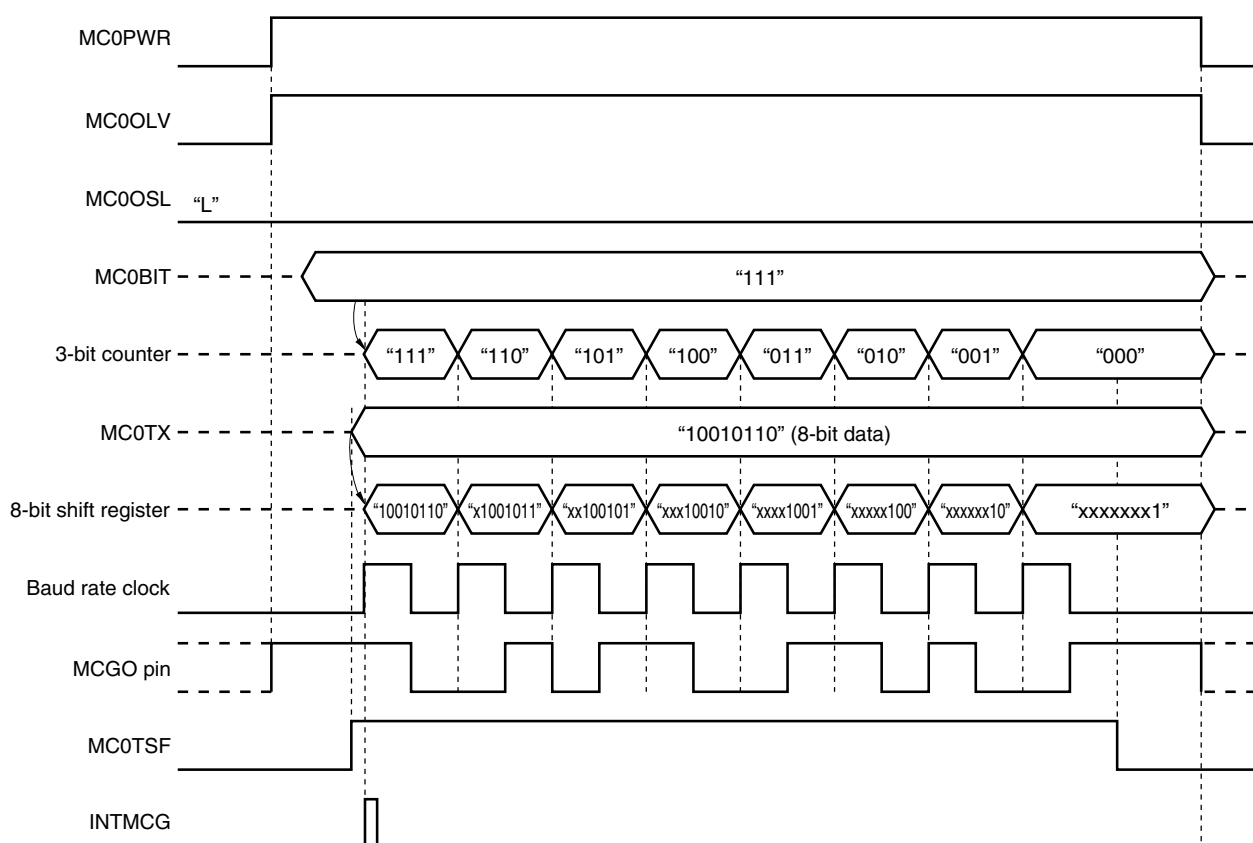 MC0PWR
MC0OLV
MC0OSL “L”
MC0BIT “111”
3-bit counter “111” “110” “101” “100” “011” “010” “001” “000”
MC0TX “10010110” (8-bit data)
8-bit shift register “10010110” “x1001011” “xx100101” “xxx10010” “xxxx1001” “xxxxx100” “xxxxxx10” “xxxxxxx1”
Baud rate clock
MCGO pin
MC0TSF
INTMCG